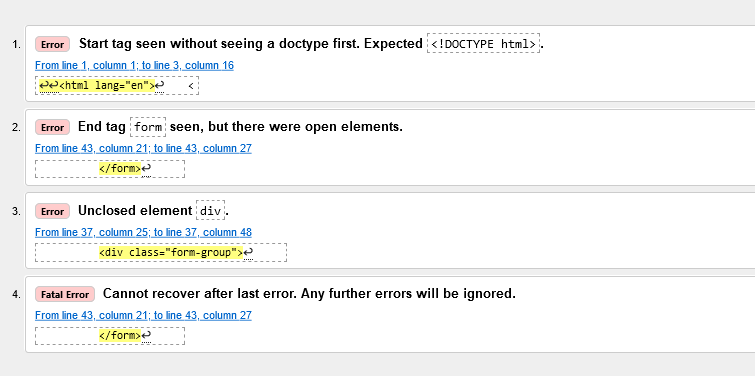 1. Error Start tag seen without seeing a doctype first. Expected <!DOCTYPE html>.
From line 1, column 1; to line 3, column 16
↩↩<html lang="en">↩ <
2. Error End tag form seen, but there were open elements.
From line 43, column 21; to line 43, column 27
</form>↩
3. Error Unclosed element div.
From line 37, column 25; to line 37, column 48
<div class="form-group">↩
4. Fatal Error Cannot recover after last error. Any further errors will be ignored.
From line 43, column 21; to line 43, column 27
</form>↩